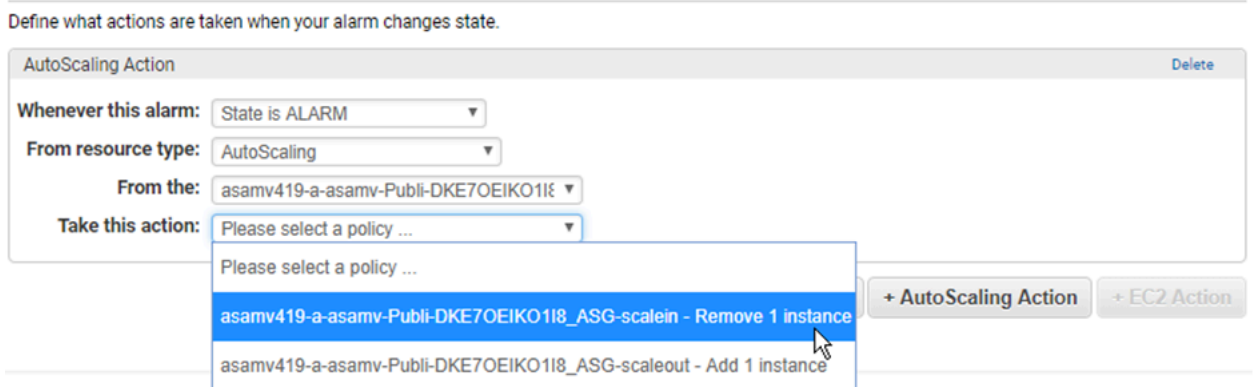 Define what actions are taken when your alarm changes state.
AutoScaling Action Delete
Whenever this alarm: State is ALARM
From resource type: AutoScaling
From the: asamv419-a-asamv-Publi-DKE7OEIKO1I8
Take this action: Please select a policy ...
Please select a policy ...
asamv419-a-asamv-Publi-DKE7OEIKO1I8_ASG-scalein - Remove 1 instance
+ AutoScaling Action + EC2 Action
asamv419-a-asamv-Publi-DKE7OEIKO1I8_ASG-scaleout - Add 1 instance